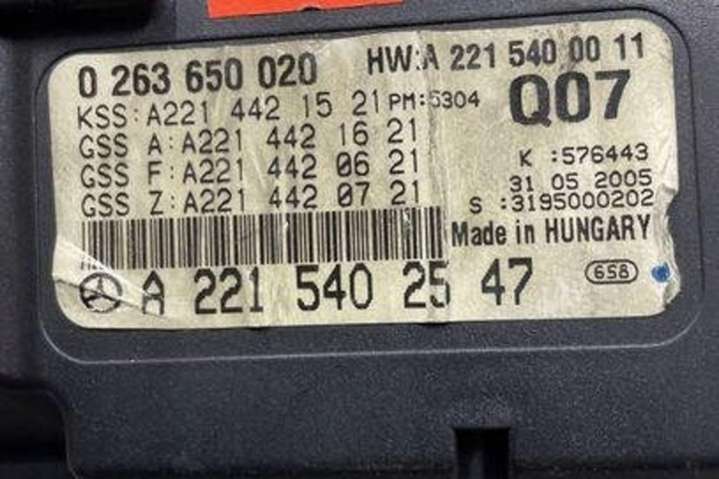 0 263 650 020 HW:A 221 540 00 11
KSS:A221 442 15 21 PM:5304 Q07
GSS A:A221 442 16 21
GSS F:A221 442 06 21 K :576443
GSS Z:A221 442 07 21 31 05 2005
S :3195000202
Made in HUNGARY
A 221 540 25 47 658